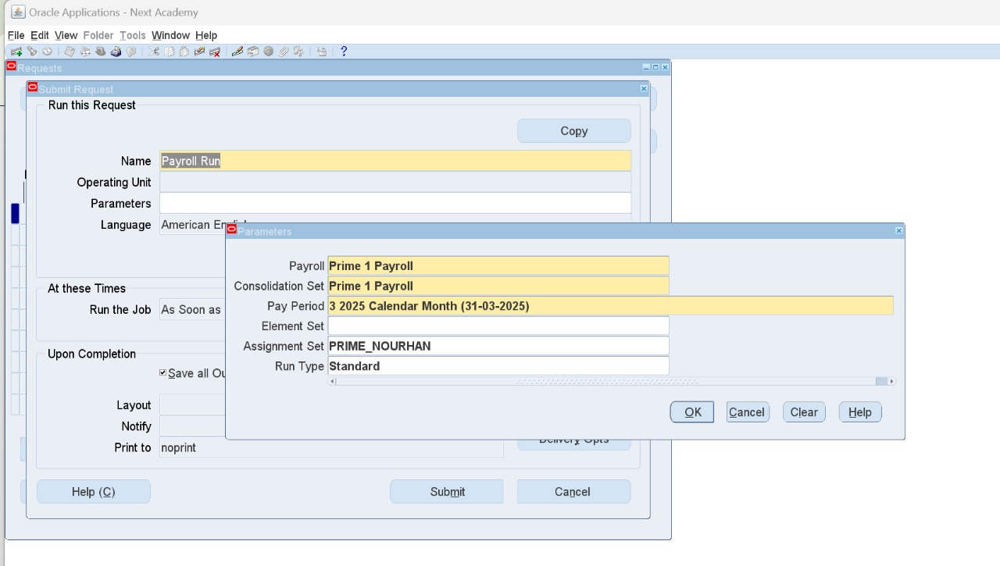 Oracle Applications - Next Academy
File Edit View Folder Tools Window Help
Requests
Submit Request
Run this Request
Copy
Name Payroll Run
Operating Unit
Parameters
Language American English
Parameters
Payroll Prime 1 Payroll
Consolidation Set Prime 1 Payroll
Pay Period 3 2025 Calendar Month (31-03-2025)
Element Set
Assignment Set PRIME_NOURHAN
Run Type Standard
OK Cancel Clear Help
At these Times
Run the Job As Soon as
Upon Completion
Save all Ou
Layout
Notify
Print to noprint
Delivery Opts
Help (C) Submit Cancel